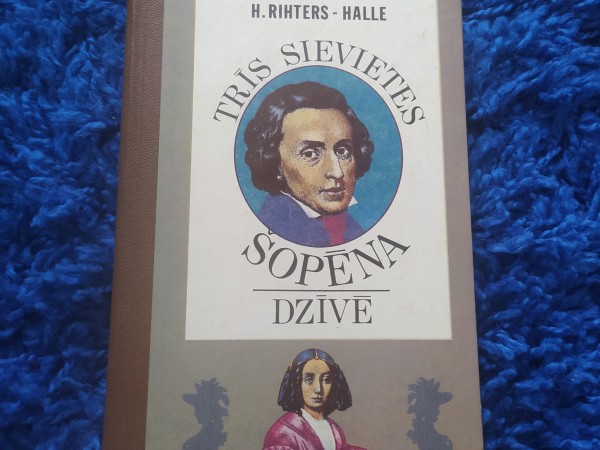 H. RIHTERS - HALLE
TRĪS SIEVIETES
ŠOPĒNA
DZĪVĒ